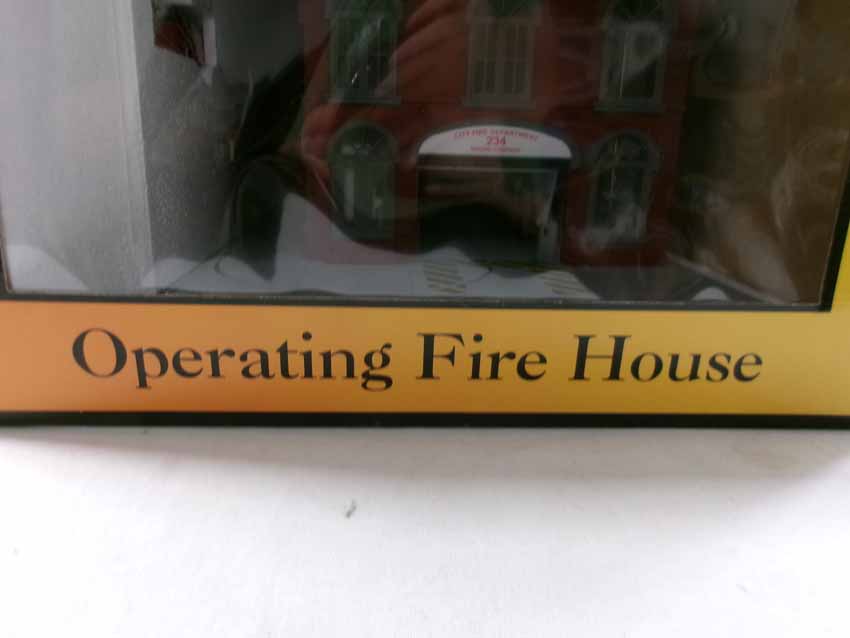 CITY FIRE DEPARTMENT
234
Operating Fire House